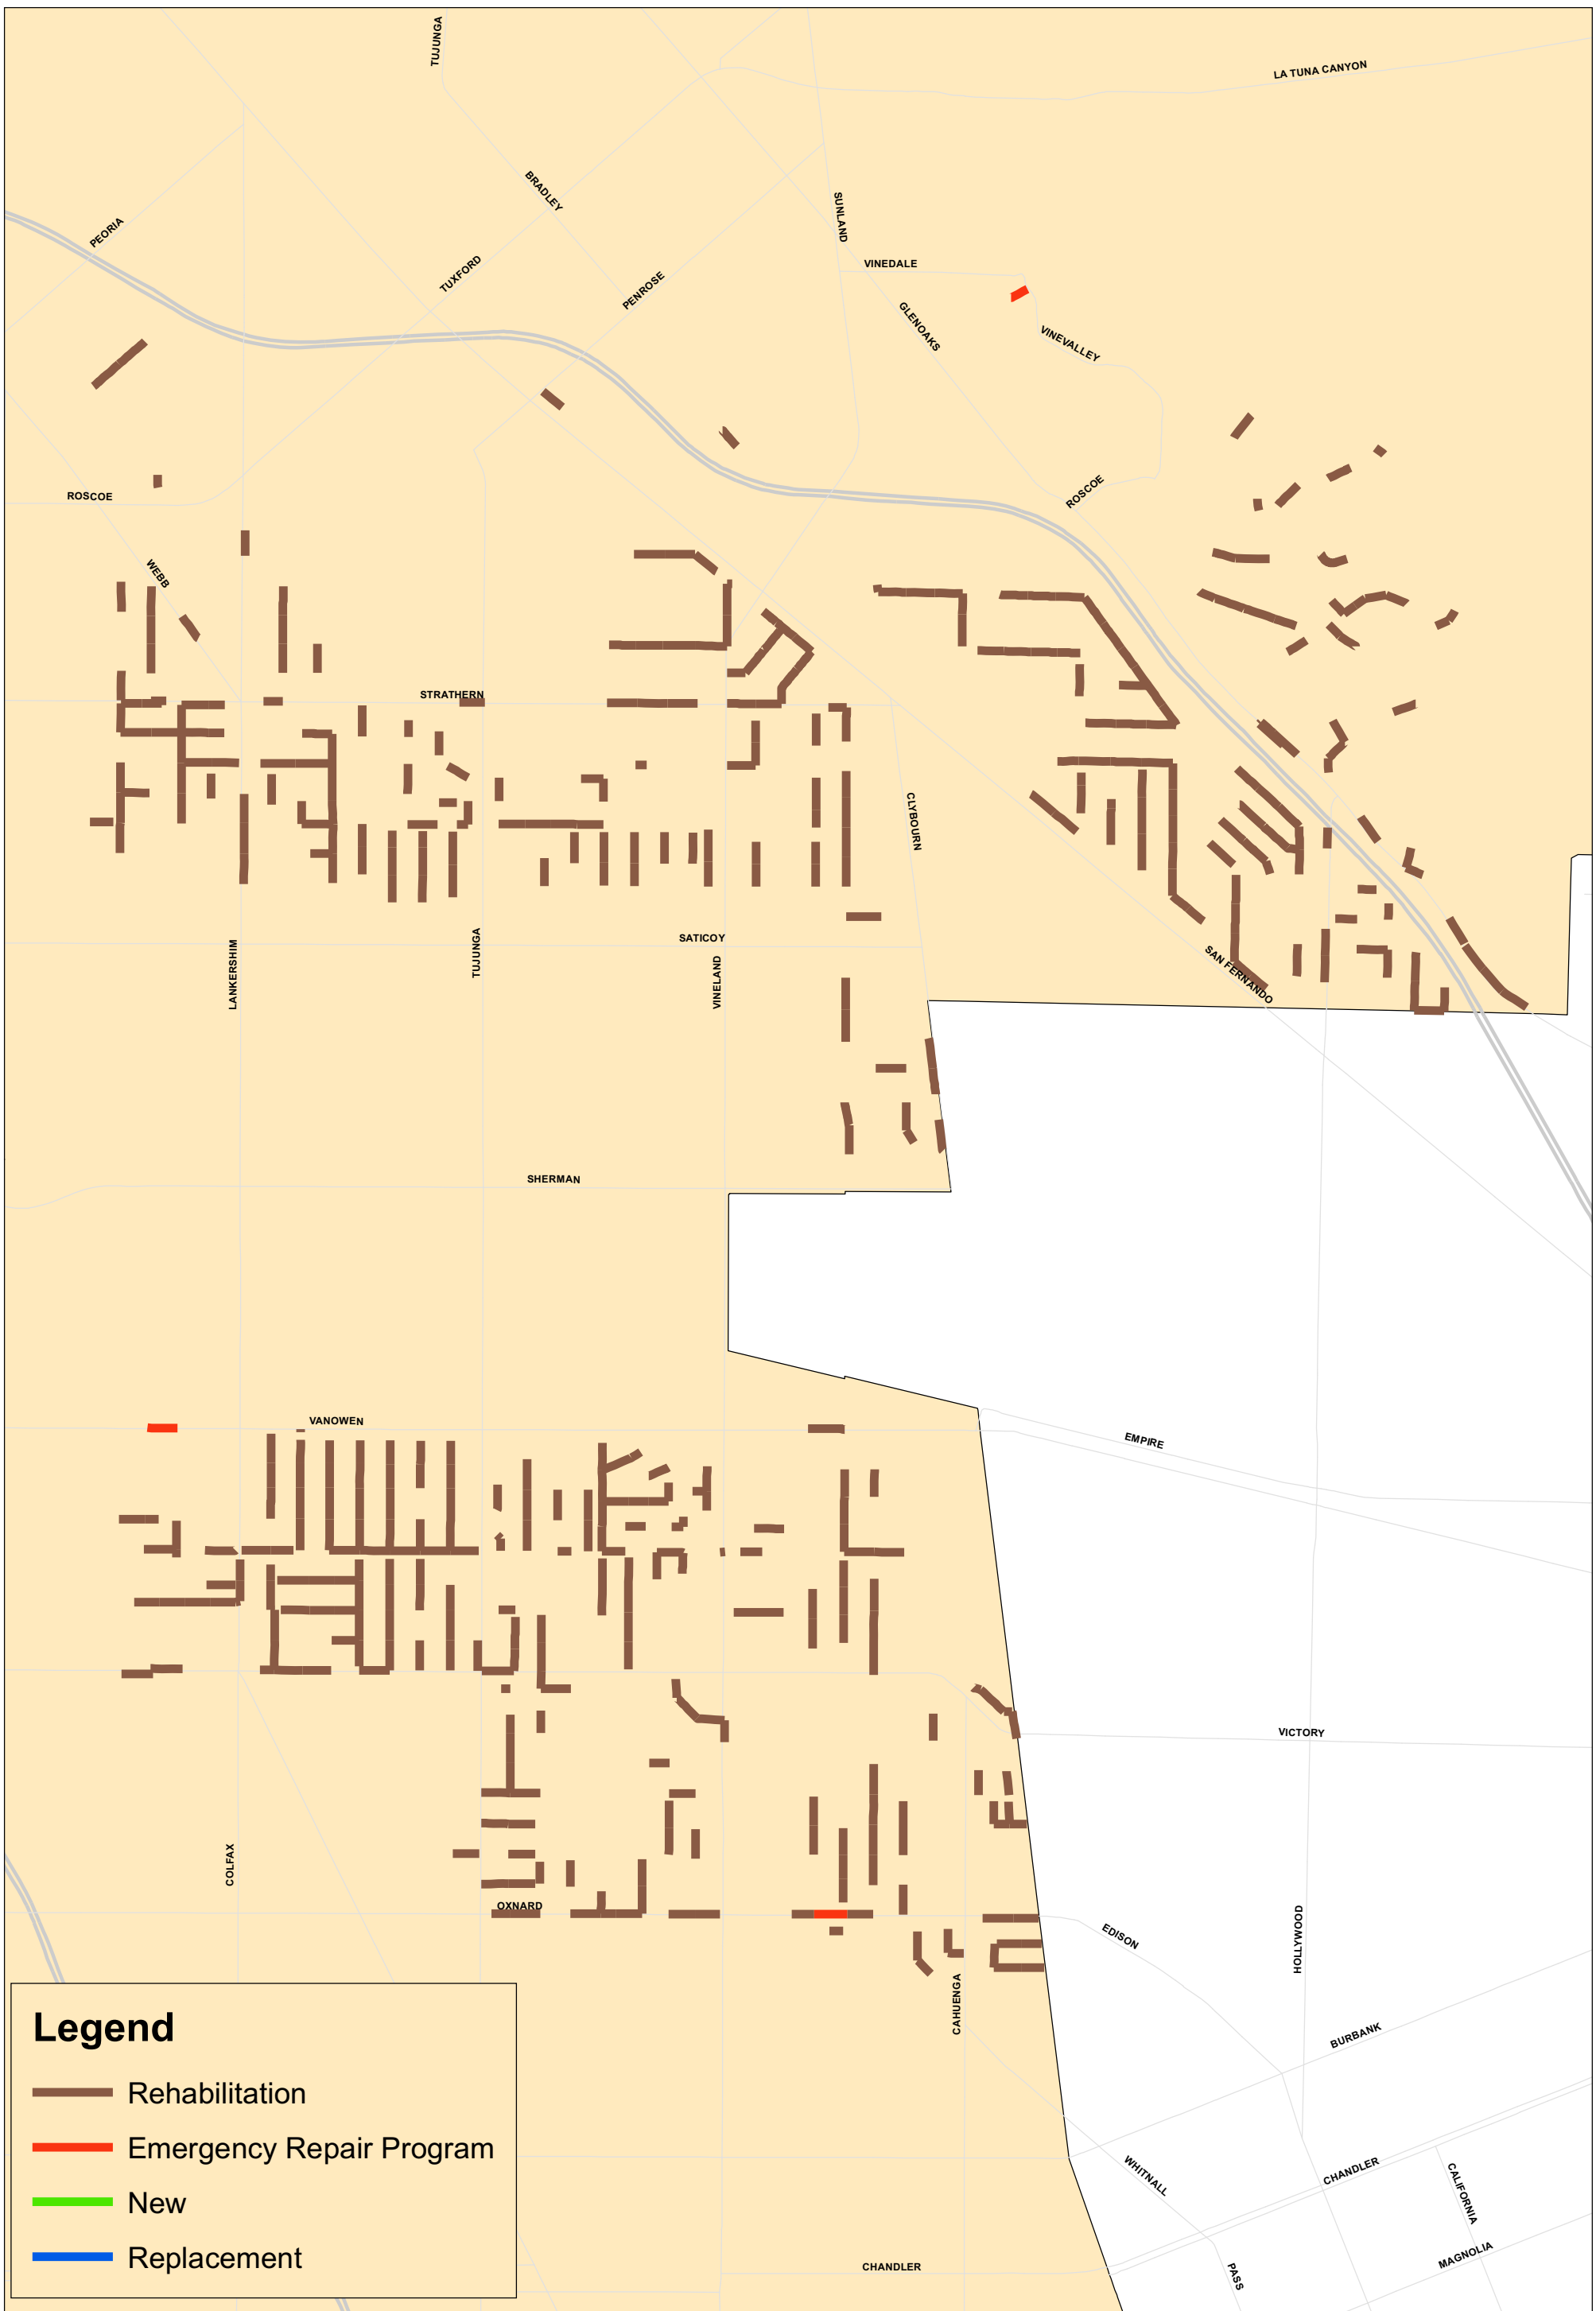 TUJUNGA
LA TUNA CANYON
BRADLEY
SUNLAND
PEORIA
VINEDALE
TUXFORD
PENROSE
GLENOAKS
VINEVALLEY
ROSCOE
ROSCOE
WEBB
STRATHERN
CLYBOURN
SATICOY
LANKERSHIM
TUJUNGA
VINELAND
SAN FERNANDO
SHERMAN
VANOWEN
EMPIRE
VICTORY
COLFAX
OXNARD
EDISON
HOLLYWOOD
CAHUENGA
BURBANK
WHITNALL
CHANDLER
CALIFORNIA
MAGNOLIA
CHANDLER
PASS
Legend
Rehabilitation
Emergency Repair Program
New
Replacement